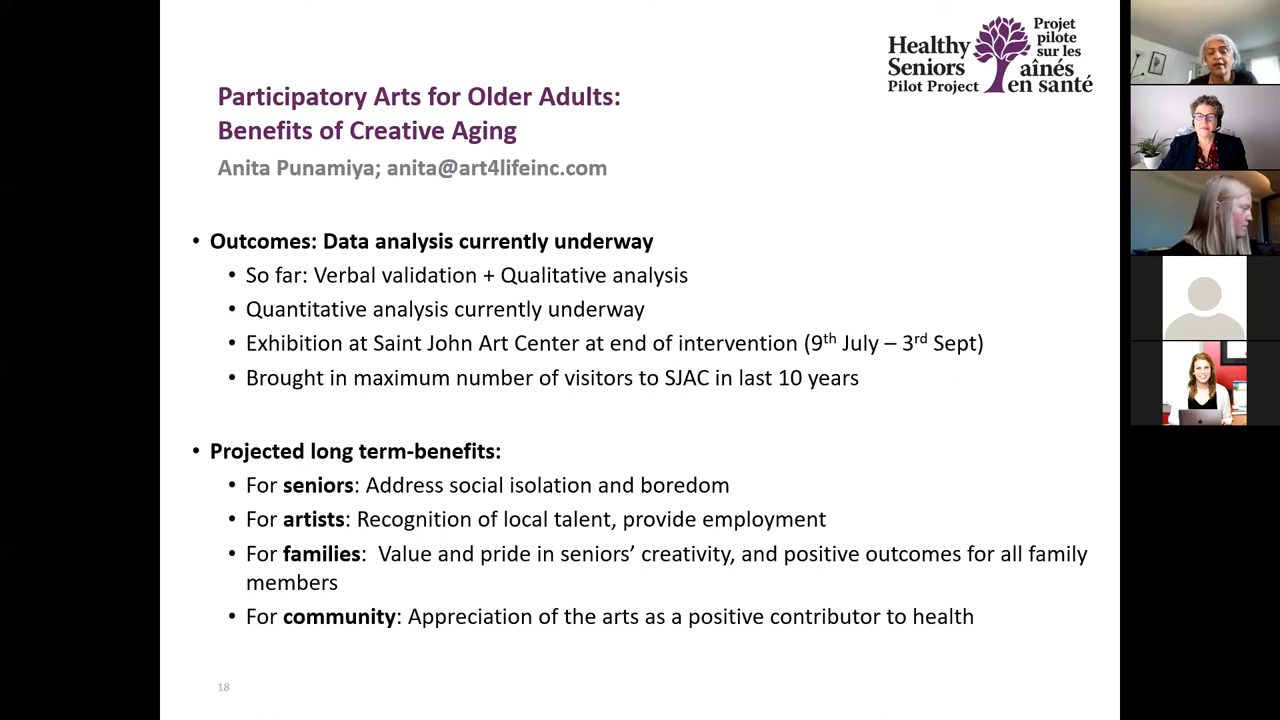 Healthy
Seniors
Pilot Project
Projet
pilote
sur les
aînés
en santé
Participatory Arts for Older Adults:
Benefits of Creative Aging
Anita Punamiya; anita@art4lifeinc.com
• Outcomes: Data analysis currently underway
• So far: Verbal validation + Qualitative analysis
• Quantitative analysis currently underway
• Exhibition at Saint John Art Center at end of intervention (9th July – 3rd Sept)
• Brought in maximum number of visitors to SJAC in last 10 years
• Projected long term-benefits:
• For seniors: Address social isolation and boredom
• For artists: Recognition of local talent, provide employment
• For families:  Value and pride in seniors’ creativity, and positive outcomes for all family
members
• For community: Appreciation of the arts as a positive contributor to health
18